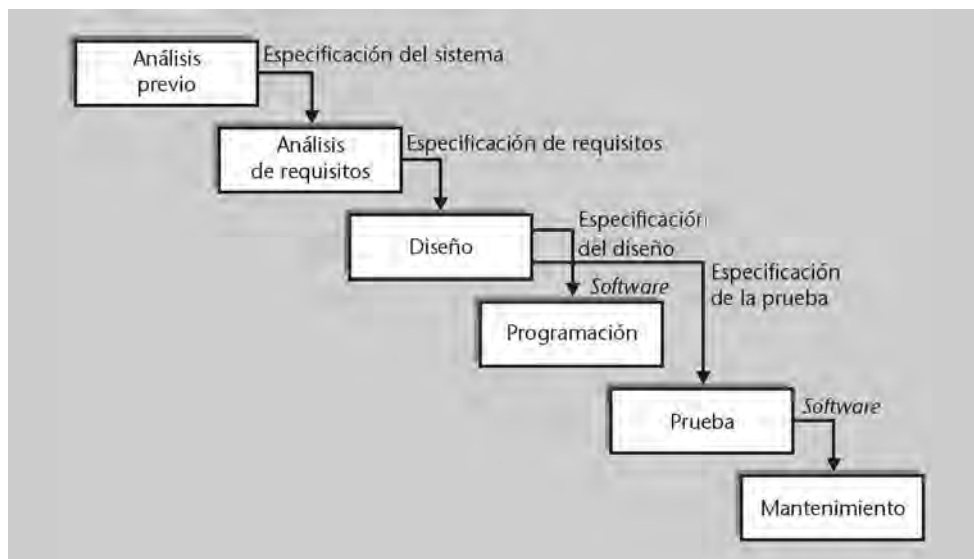 Análisis
previo
Especificación del sistema
Análisis
de requisitos
Especificación de requisitos
Diseño
Especificación
del diseño
Software
Especificación
de la prueba
Programación
Prueba
Software
Mantenimiento